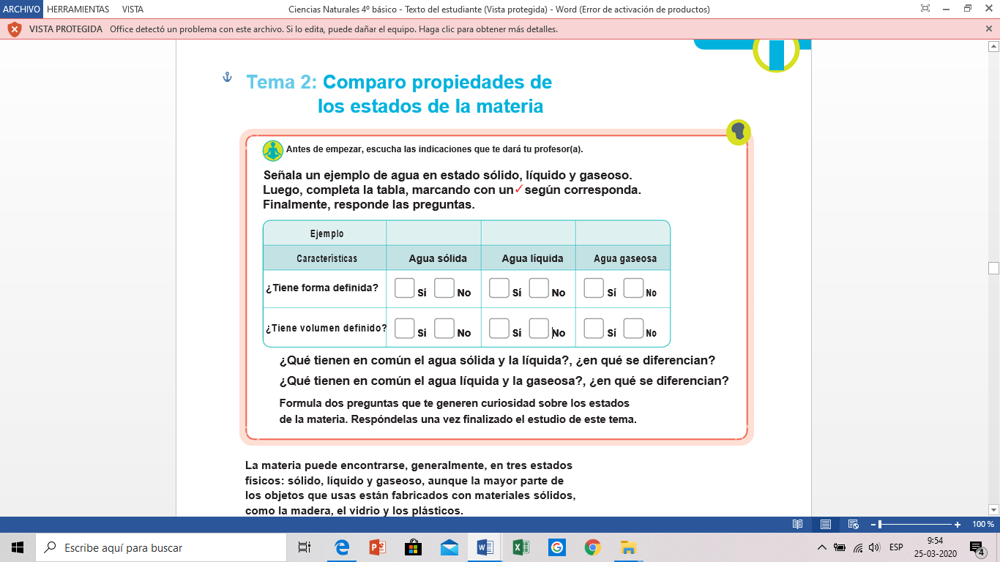 ARCHIVO HERRAMIENTAS VISTA Ciencias Naturales 4º básico - Texto del estudiante (Vista protegida) - Word (Error de activación de productos)
VISTA PROTEGIDA Office detectó un problema con este archivo. Si lo edita, puede dañar el equipo. Haga clic para obtener más detalles.
Tema 2: Comparo propiedades de
los estados de la materia
Antes de empezar, escucha las indicaciones que te dará tu profesor(a).
Señala un ejemplo de agua en estado sólido, líquido y gaseoso.
Luego, completa la tabla, marcando con un✓según corresponda.
Finalmente, responde las preguntas.
Ejemplo
Características Agua sólida Agua líquida Agua gaseosa
¿Tiene forma definida? Sí No Sí No Sí No
¿Tiene volumen definido? Sí No Sí No Sí No
¿Qué tienen en común el agua sólida y la líquida?, ¿en qué se diferencian?
¿Qué tienen en común el agua líquida y la gaseosa?, ¿en qué se diferencian?
Formula dos preguntas que te generen curiosidad sobre los estados
de la materia. Respóndelas una vez finalizado el estudio de este tema.
La materia puede encontrarse, generalmente, en tres estados
físicos: sólido, líquido y gaseoso, aunque la mayor parte de
los objetos que usas están fabricados con materiales sólidos,
como la madera, el vidrio y los plásticos.
100 %
Escribe aquí para buscar
ESP
9:54
25-03-2020
4